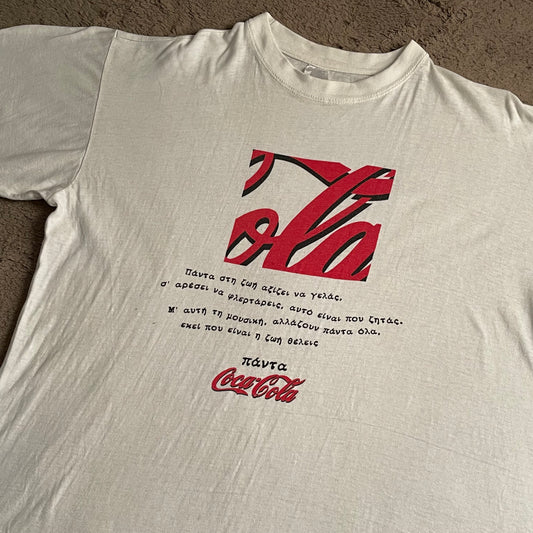 ola
Πάντα στη ζωή αξίζει να γελάς,
σ' αρέσει να φλερτάρεις, αυτό είναι που ζητάς.
Μ' αυτή τη μουσική, αλλάζουν πάντα όλα.
εκεί που είναι η ζωή θέλεις
πάντα
Coca-Cola